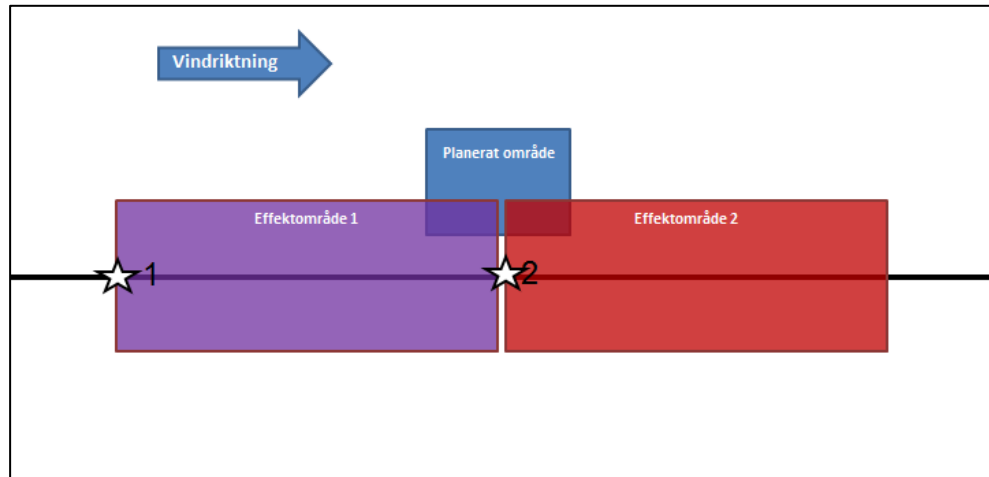 Vindriktning
Planerat område
Effektområde 1
Effektområde 2
1
2